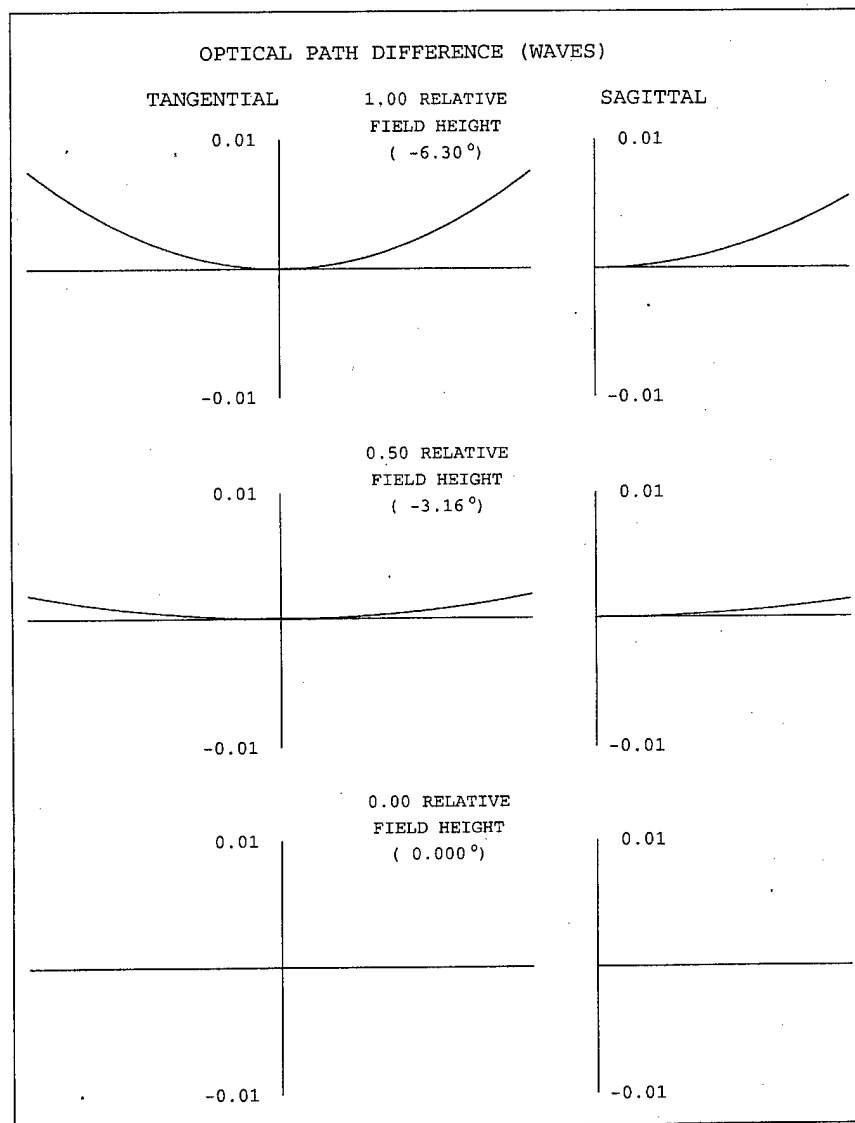 OPTICAL PATH DIFFERENCE (WAVES)
TANGENTIAL
1.00 RELATIVE
FIELD HEIGHT
( -6.30°)
SAGITTAL
0.01
0.01
-0.01
-0.01
0.50 RELATIVE
FIELD HEIGHT
( -3.16°)
0.01
0.01
-0.01
-0.01
0.00 RELATIVE
FIELD HEIGHT
( 0.000°)
0.01
0.01
-0.01
-0.01